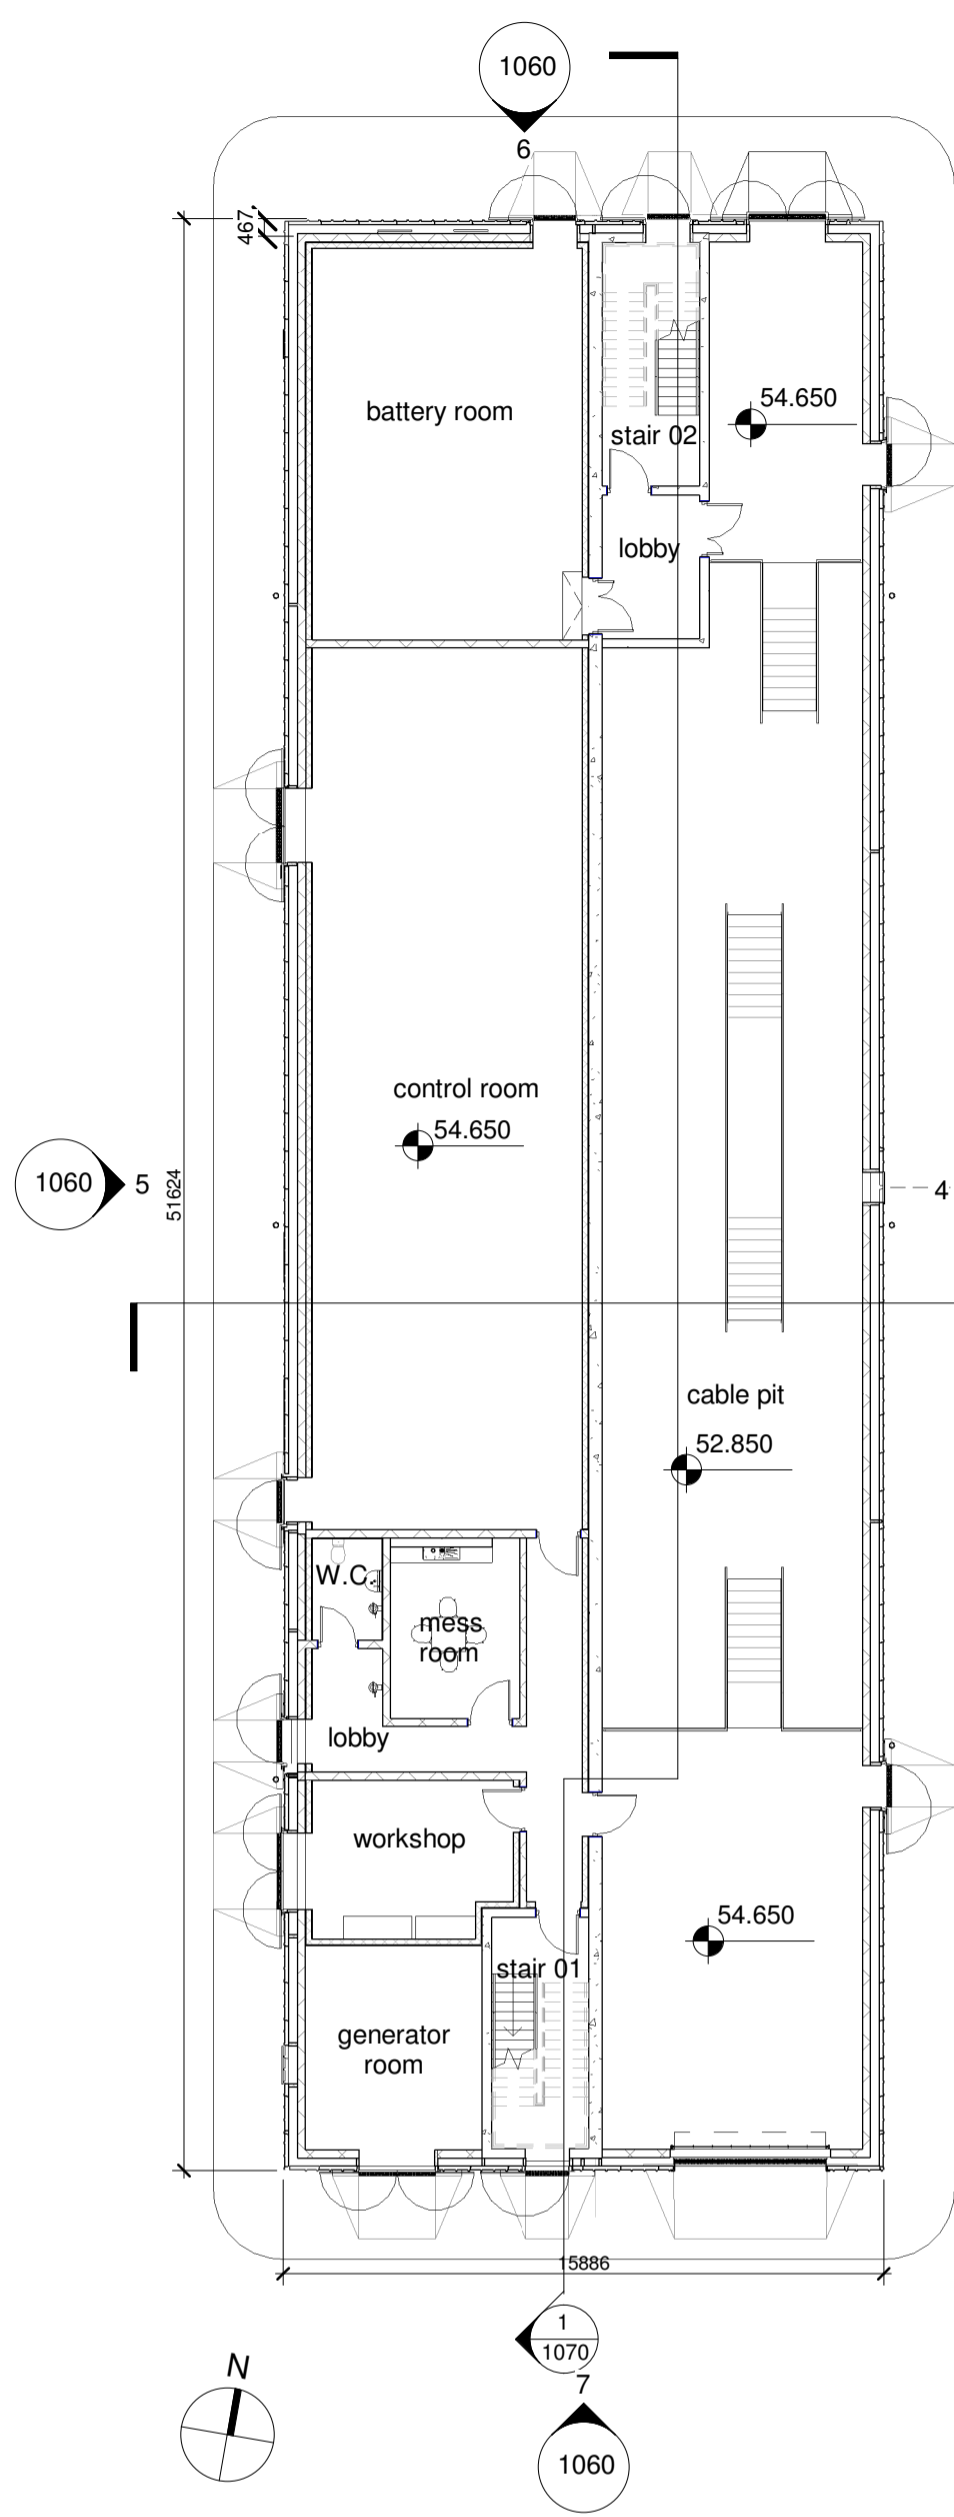 1060
6
467
battery room
54.650
stair 02
lobby
control room
54.650
1060
5
51624
4
cable pit
52.850
W.C.
mess
room
lobby
workshop
54.650
stair 01
generator
room
15886
1
1070
N
7
1060